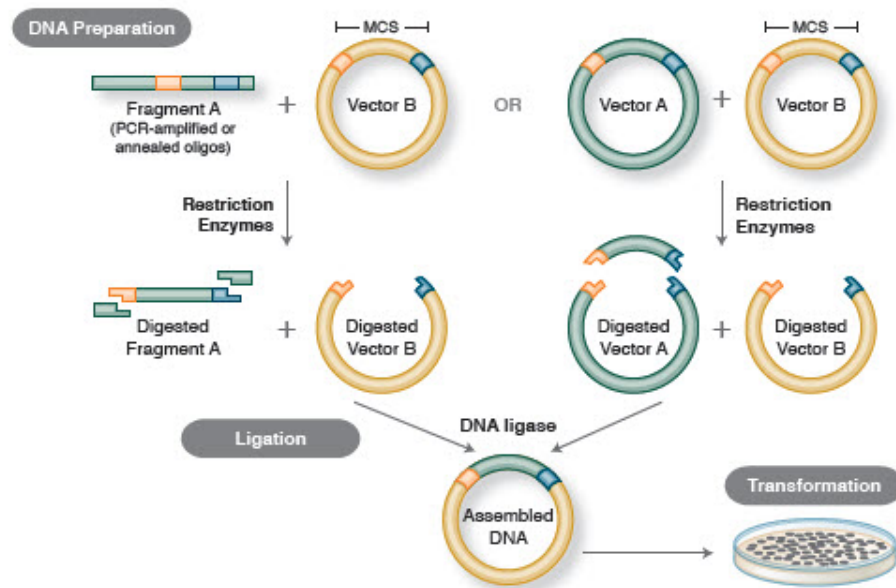 DNA Preparation
MCS
MCS
Fragment A
(PCR-amplified or
annealed oligos)
+
Vector B
OR
Vector A
+
Vector B
Restriction
Enzymes
Restriction
Enzymes
Digested
Fragment A
+
Digested
Vector B
Digested
Vector A
+
Digested
Vector B
DNA ligase
Ligation
Assembled
DNA
Transformation